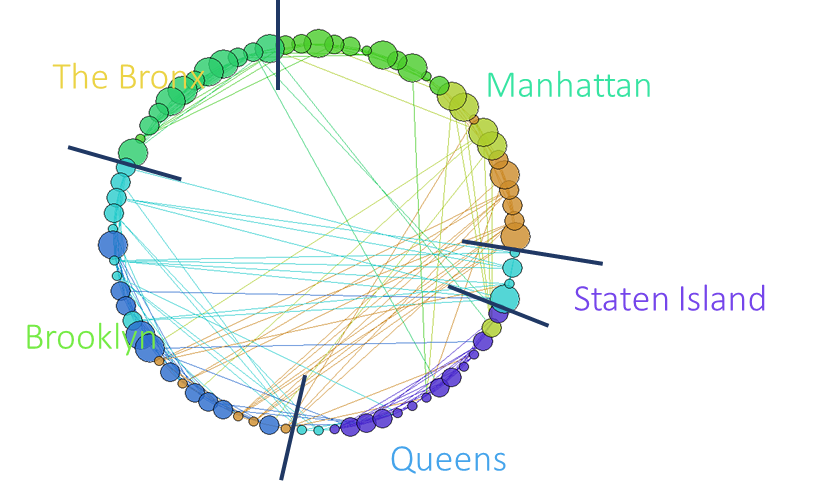 The Bronx
Manhattan
Staten Island
Brooklyn
Queens